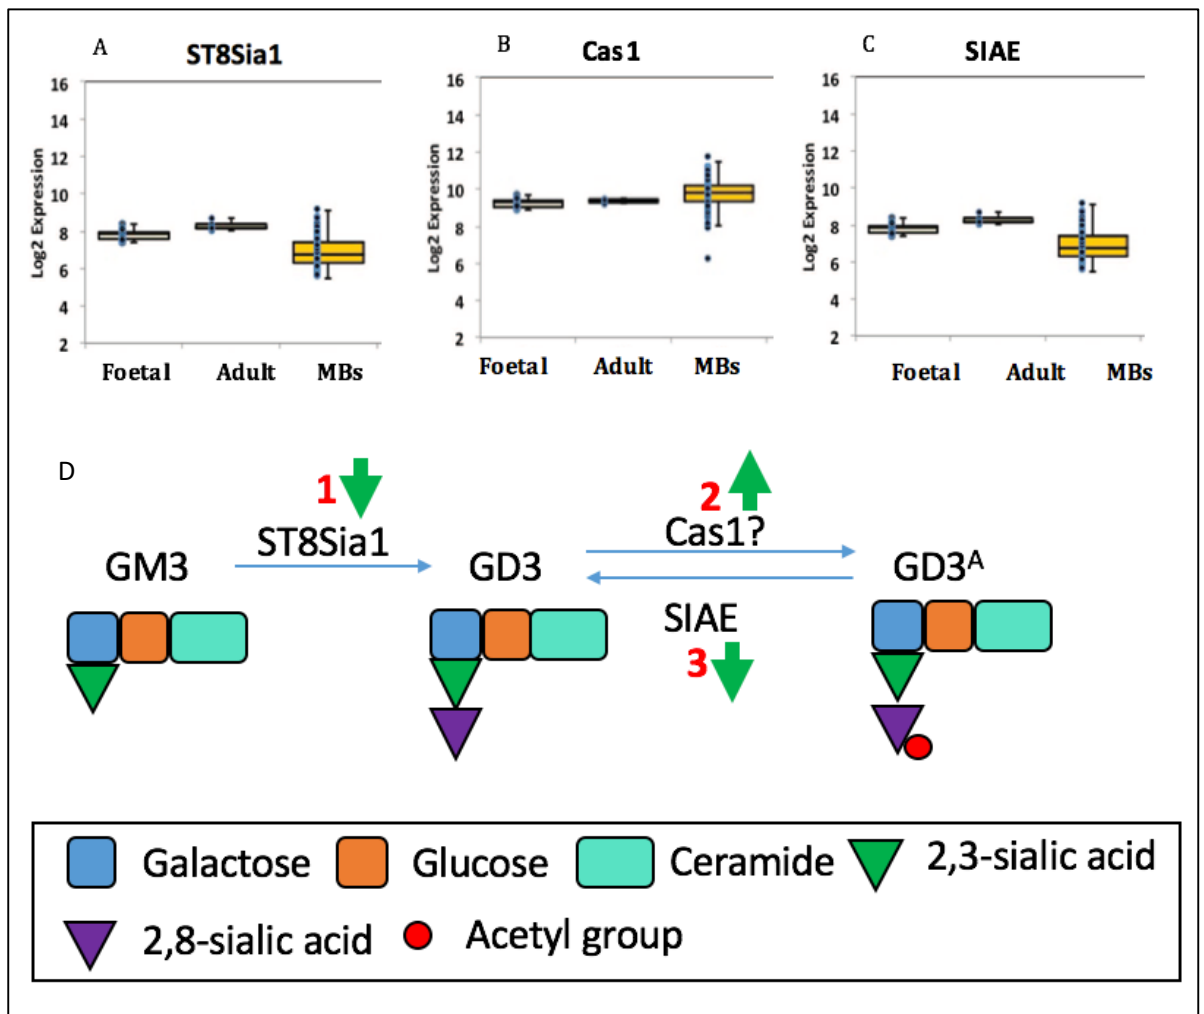 A
ST8Sia1
16
14
12
10
8
6
4
2
Log2 Expression
Foetal Adult MBs
B
Cas1
16
14
12
10
8
6
4
2
Log2 Expression
Foetal Adult MBs
C
SIAE
16
14
12
10
8
6
4
2
Log2 Expression
Foetal Adult MBs
D
1
ST8Sia1
2
Cas1?
GM3
GD3
GD3A
SIAE
3
Galactose
Glucose
Ceramide
2,3-sialic acid
2,8-sialic acid
Acetyl group